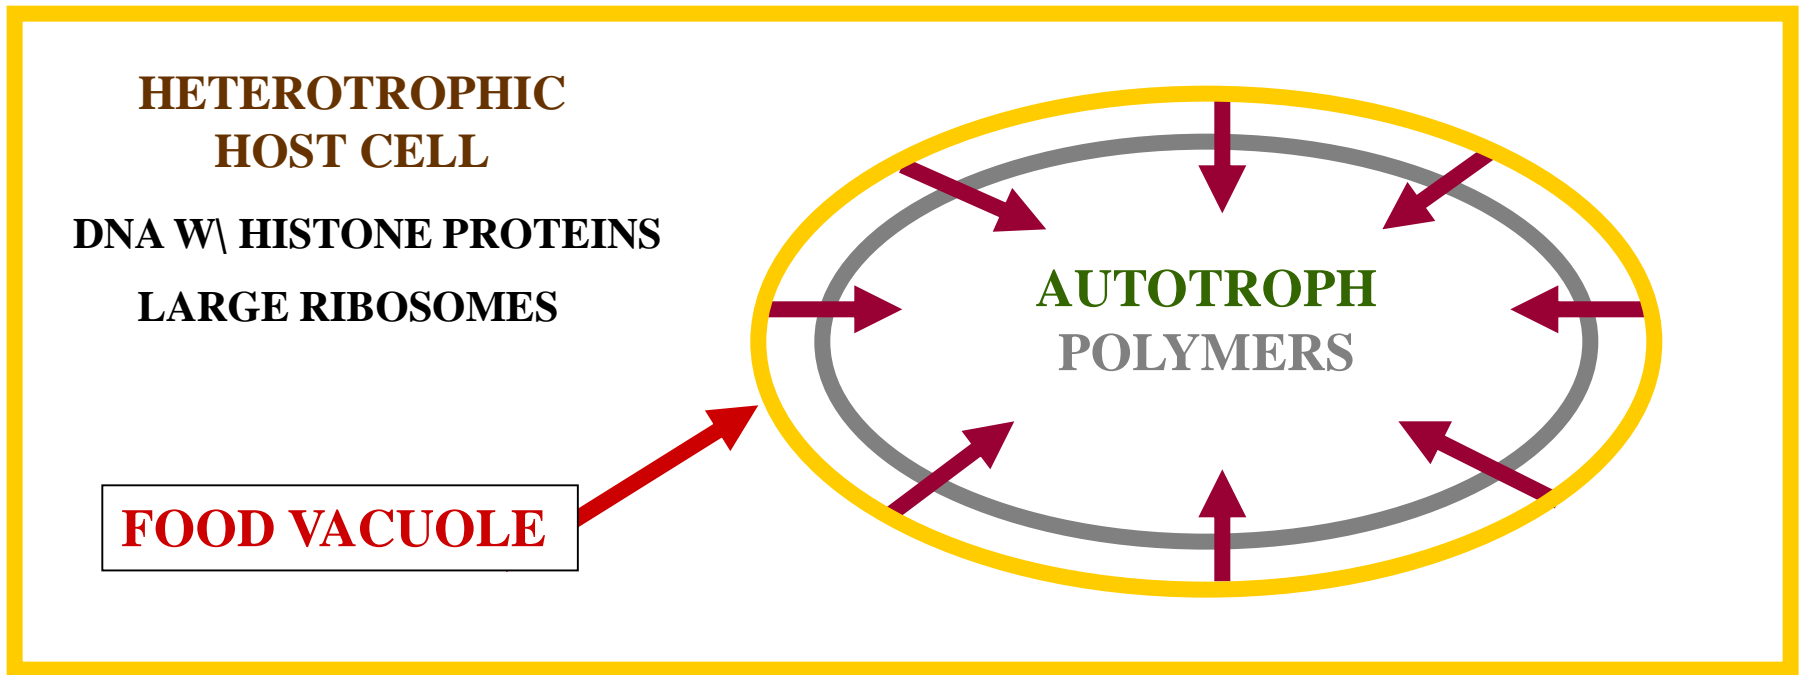 HETEROTROPHIC
HOST CELL
DNA W\ HISTONE PROTEINS
LARGE RIBOSOMES
AUTOTROPH
POLYMERS
FOOD VACUOLE